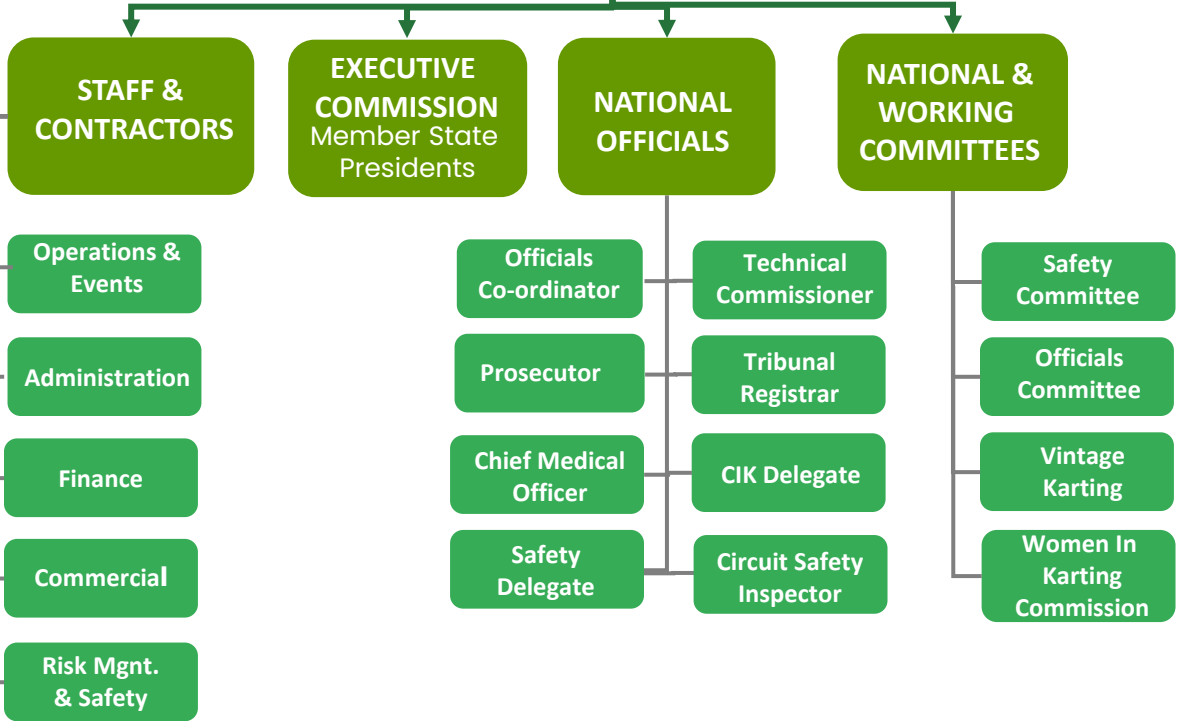 STAFF &
CONTRACTORS
EXECUTIVE
COMMISSION
Member State
Presidents
NATIONAL
OFFICIALS
NATIONAL &
WORKING
COMMITTEES
Operations &
Events
Administration
Finance
Commercial
Risk Mgnt.
& Safety
Officials
Co-ordinator
Technical
Commissioner
Prosecutor
Tribunal
Registrar
Chief Medical
Officer
CIK Delegate
Safety
Delegate
Circuit Safety
Inspector
Safety
Committee
Officials
Committee
Vintage
Karting
Women In
Karting
Commission